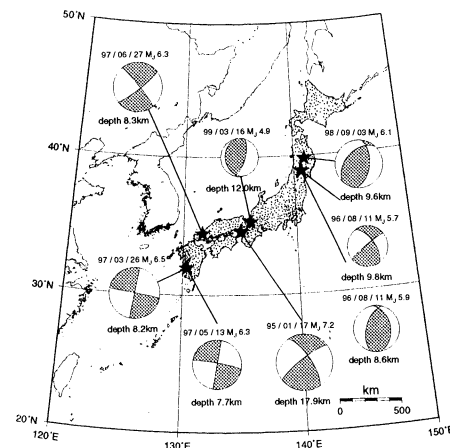 50°N
97 / 06 / 27 MJ 6.3
depth 8.3km
99 / 03 / 16 MJ 4.9
depth 12.0km
98 / 09 / 03 MJ 6.1
depth 9.6km
40°N
96 / 08 / 11 MJ 5.7
depth 9.8km
97 / 03 / 26 MJ 6.5
depth 8.2km
30°N
96 / 08 / 11 MJ 5.9
depth 8.6km
97 / 05 / 13 MJ 6.3
depth 7.7km
95 / 01 / 17 MJ 7.2
depth 17.9km
km
0 500
20°N
120°E 130°E 140°E 150°E